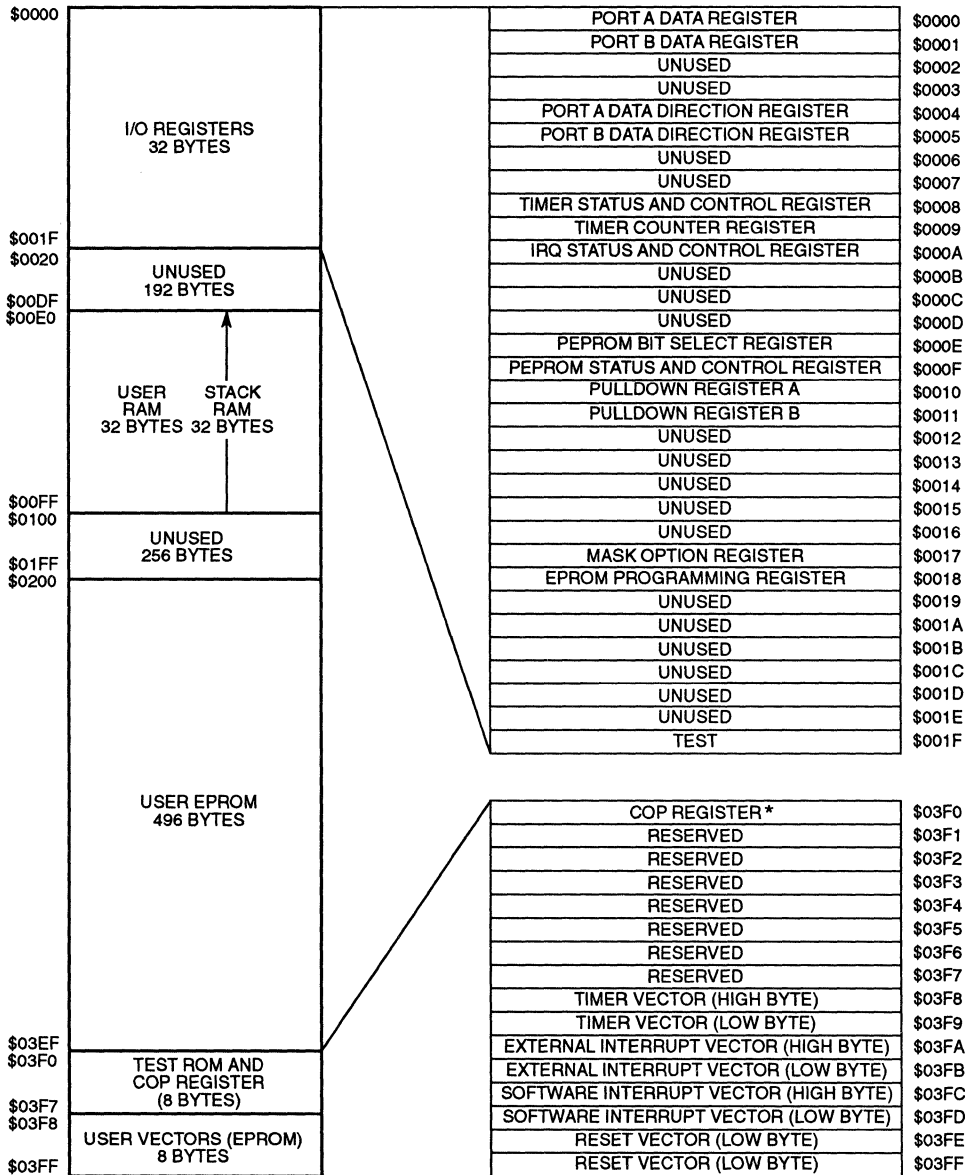 $0000
I/O REGISTERS
32 BYTES
$001F
$0020
UNUSED
192 BYTES
$00DF
$00E0
USER
RAM
32 BYTES
STACK
RAM
32 BYTES
$00FF
$0100
UNUSED
256 BYTES
$01FF
$0200
USER EPROM
496 BYTES
$03EF
$03F0
TEST ROM AND
COP REGISTER
(8 BYTES)
$03F7
$03F8
USER VECTORS (EPROM)
8 BYTES
$03FF
PORT A DATA REGISTER $0000
PORT B DATA REGISTER $0001
UNUSED $0002
UNUSED $0003
PORT A DATA DIRECTION REGISTER $0004
PORT B DATA DIRECTION REGISTER $0005
UNUSED $0006
UNUSED $0007
TIMER STATUS AND CONTROL REGISTER $0008
TIMER COUNTER REGISTER $0009
IRQ STATUS AND CONTROL REGISTER $000A
UNUSED $000B
UNUSED $000C
UNUSED $000D
PEPROM BIT SELECT REGISTER $000E
PEPROM STATUS AND CONTROL REGISTER $000F
PULLDOWN REGISTER A $0010
PULLDOWN REGISTER B $0011
UNUSED $0012
UNUSED $0013
UNUSED $0014
UNUSED $0015
UNUSED $0016
MASK OPTION REGISTER $0017
EPROM PROGRAMMING REGISTER $0018
UNUSED $0019
UNUSED $001A
UNUSED $001B
UNUSED $001C
UNUSED $001D
UNUSED $001E
TEST $001F
COP REGISTER * $03F0
RESERVED $03F1
RESERVED $03F2
RESERVED $03F3
RESERVED $03F4
RESERVED $03F5
RESERVED $03F6
RESERVED $03F7
TIMER VECTOR (HIGH BYTE) $03F8
TIMER VECTOR (LOW BYTE) $03F9
EXTERNAL INTERRUPT VECTOR (HIGH BYTE) $03FA
EXTERNAL INTERRUPT VECTOR (LOW BYTE) $03FB
SOFTWARE INTERRUPT VECTOR (HIGH BYTE) $03FC
SOFTWARE INTERRUPT VECTOR (LOW BYTE) $03FD
RESET VECTOR (LOW BYTE) $03FE
RESET VECTOR (LOW BYTE) $03FF